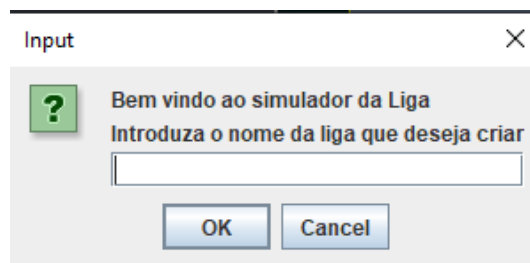 Input
?
Bem vindo ao simulador da Liga
Introduza o nome da liga que deseja criar
OK Cancel